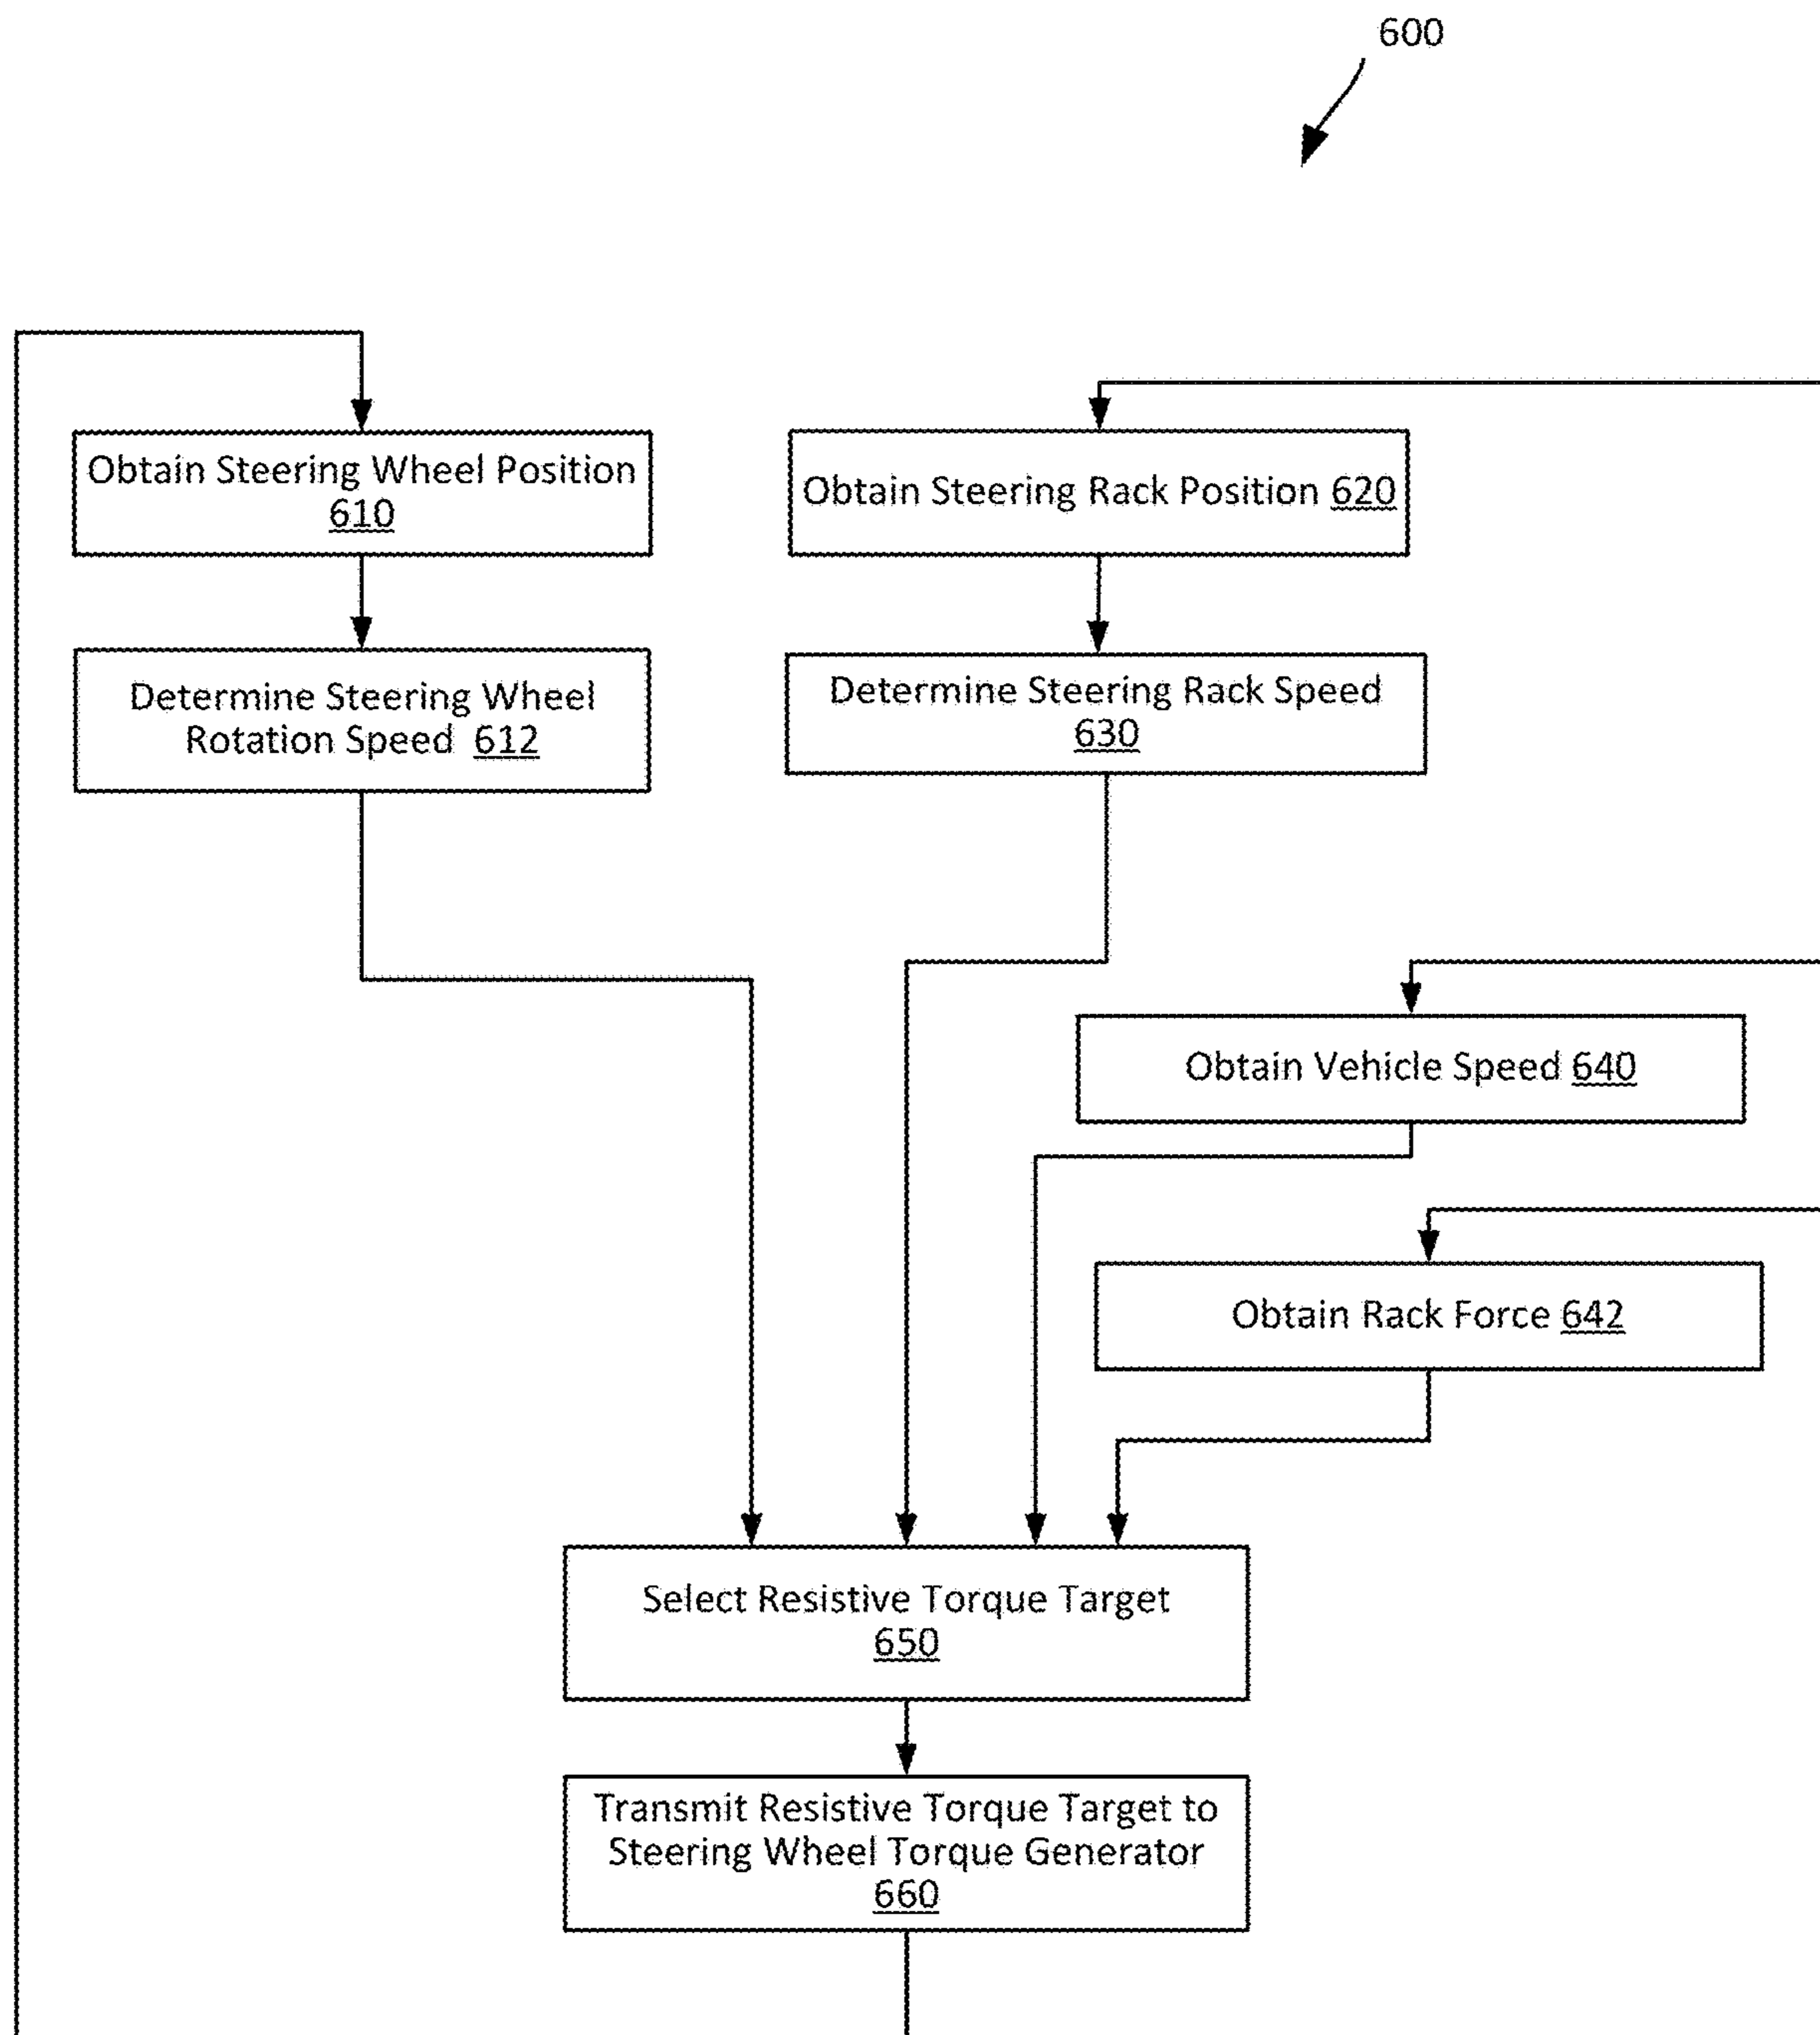 600
Obtain Steering Wheel Position
610
Obtain Steering Rack Position 620
Determine Steering Wheel
Rotation Speed 612
Determine Steering Rack Speed
630
Obtain Vehicle Speed 640
Obtain Rack Force 642
Select Resistive Torque Target
650
Transmit Resistive Torque Target to
Steering Wheel Torque Generator
660